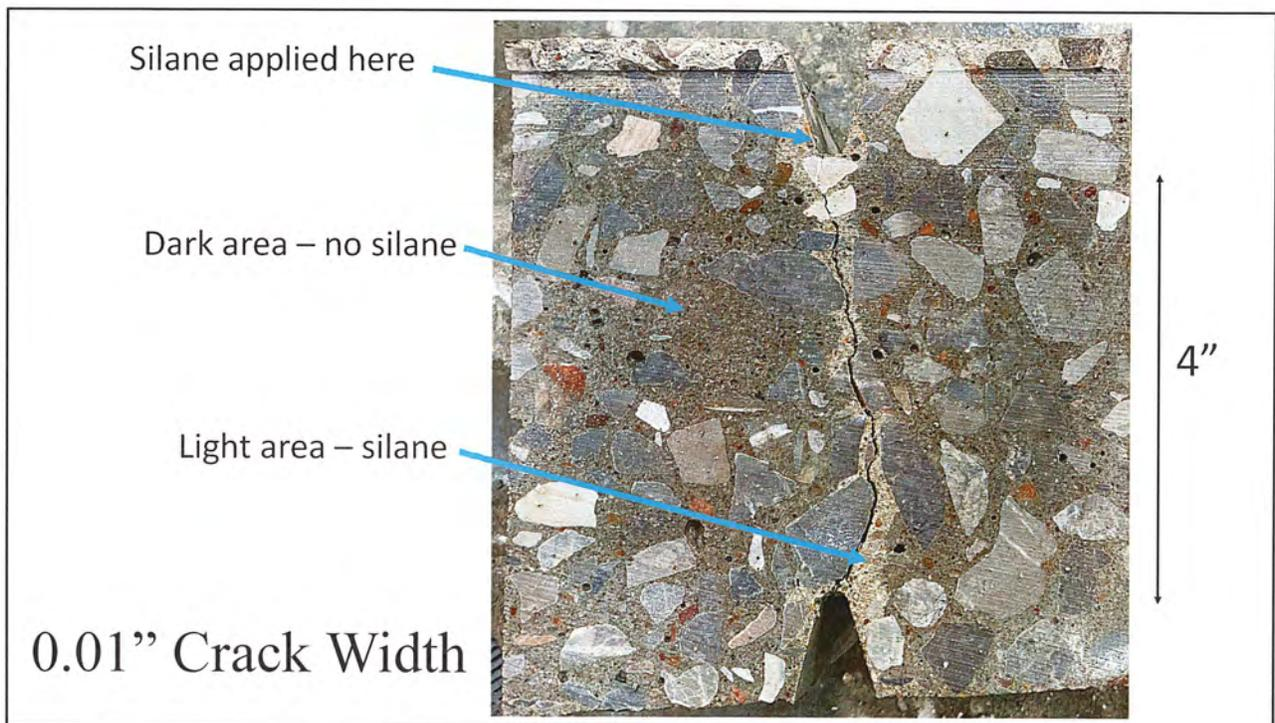 Silane applied here
Dark area – no silane
4”
Light area – silane
0.01” Crack Width